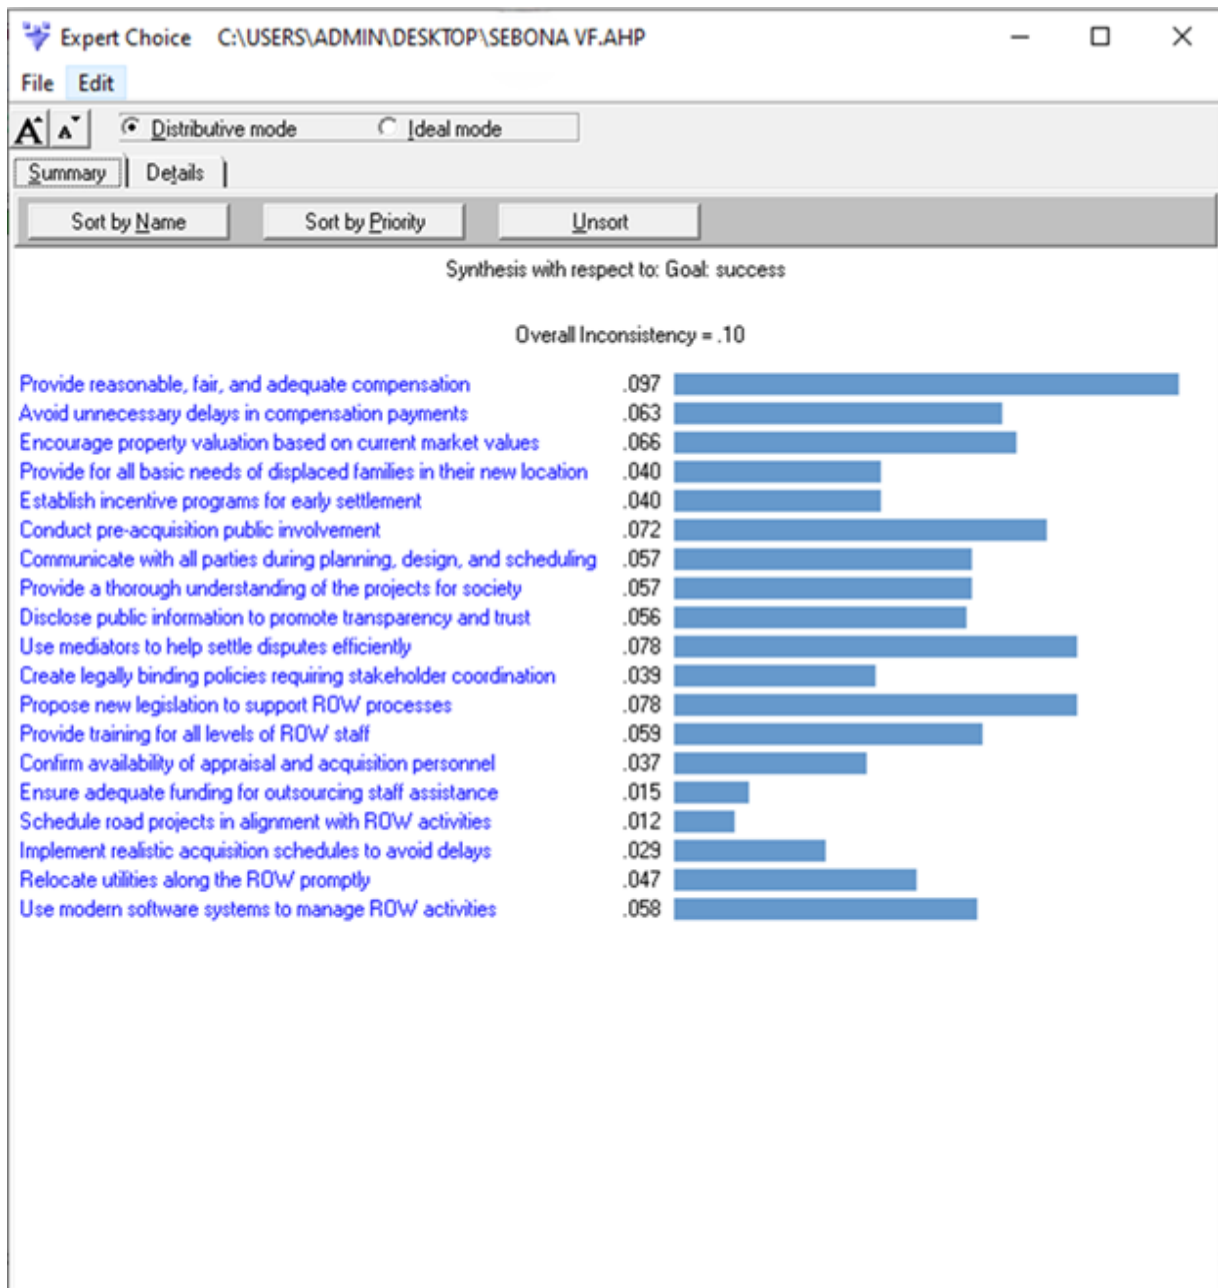 Expert Choice C:\USERS\ADMIN\DESKTOP\SEBONA VF.AHP
File Edit
A A Distributive mode Ideal mode
Summary Details
Sort by Name Sort by Priority Unsort
Synthesis with respect to: Goal: success
Overall Inconsistency = .10
Provide reasonable, fair, and adequate compensation .097
Avoid unnecessary delays in compensation payments .063
Encourage property valuation based on current market values .066
Provide for all basic needs of displaced families in their new location .040
Establish incentive programs for early settlement .040
Conduct pre-acquisition public involvement .072
Communicate with all parties during planning, design, and scheduling .057
Provide a thorough understanding of the projects for society .057
Disclose public information to promote transparency and trust .056
Use mediators to help settle disputes efficiently .078
Create legally binding policies requiring stakeholder coordination .039
Propose new legislation to support ROW processes .078
Provide training for all levels of ROW staff .059
Confirm availability of appraisal and acquisition personnel .037
Ensure adequate funding for outsourcing staff assistance .015
Schedule road projects in alignment with ROW activities .012
Implement realistic acquisition schedules to avoid delays .029
Relocate utilities along the ROW promptly .047
Use modern software systems to manage ROW activities .058